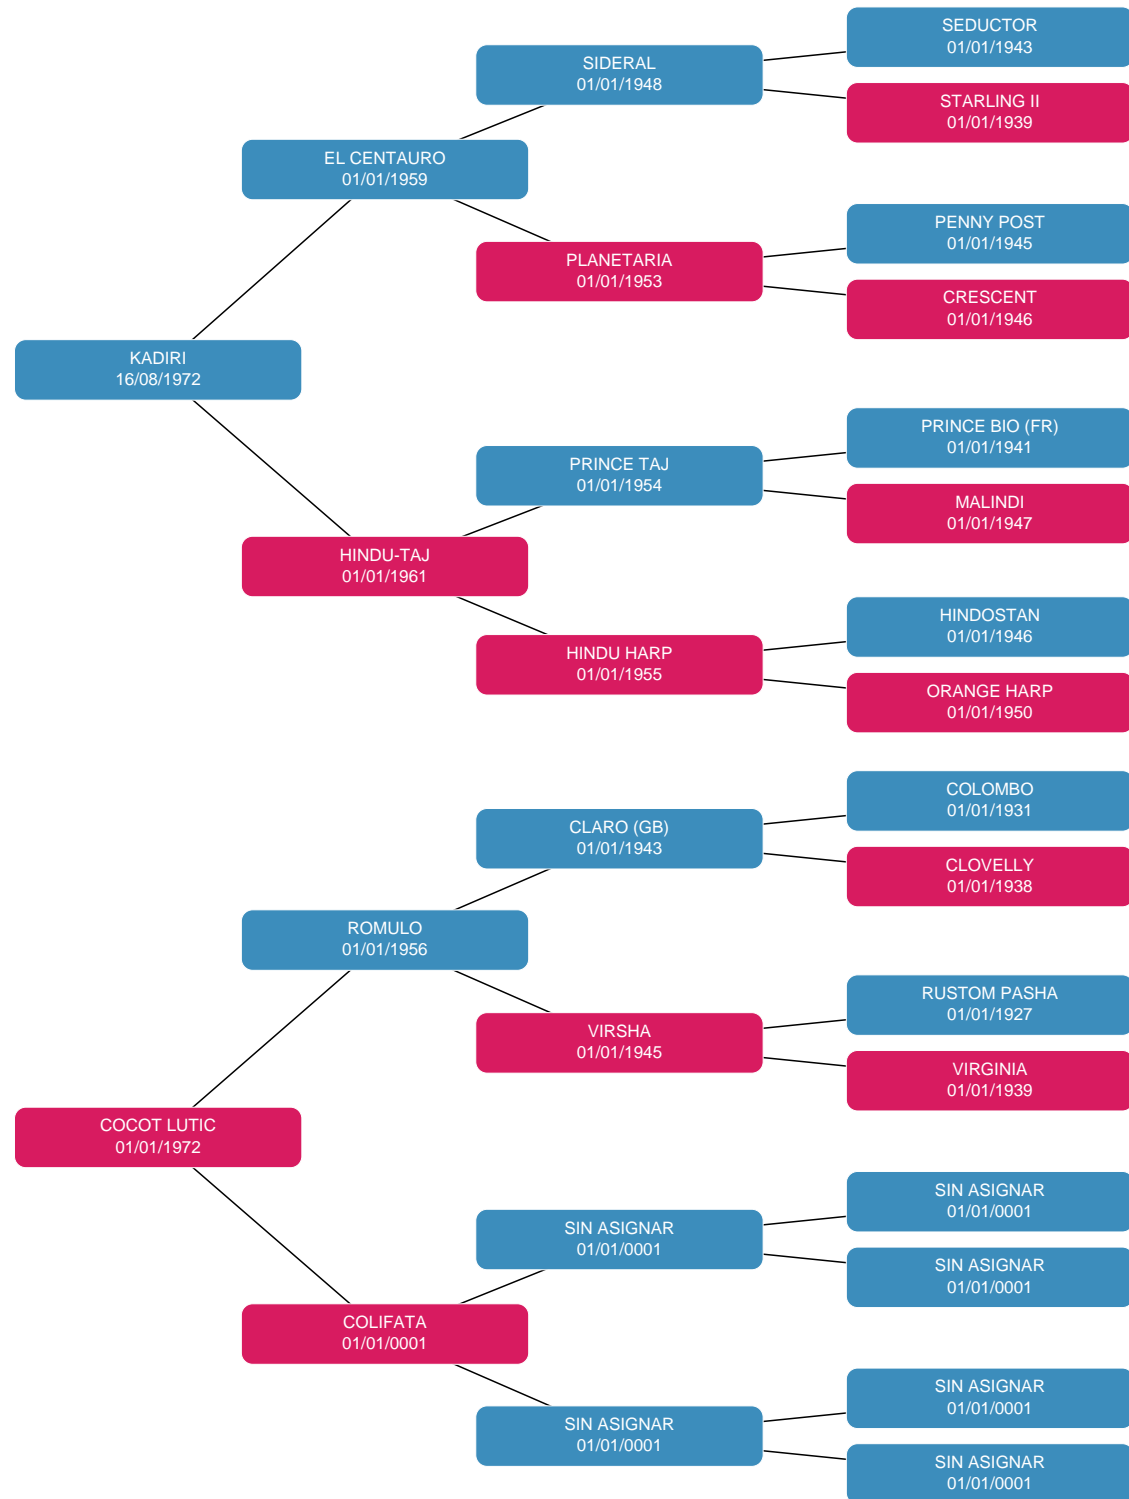 SEDUCTOR
01/01/1943
SIDERAL
01/01/1948
STARLING II
01/01/1939
EL CENTAURO
01/01/1959
PENNY POST
01/01/1945
PLANETARIA
01/01/1953
CRESCENT
01/01/1946
KADIRI
16/08/1972
PRINCE BIO (FR)
01/01/1941
PRINCE TAJ
01/01/1954
MALINDI
01/01/1947
HINDU-TAJ
01/01/1961
HINDOSTAN
01/01/1946
HINDU HARP
01/01/1955
ORANGE HARP
01/01/1950
COLOMBO
01/01/1931
CLARO (GB)
01/01/1943
CLOVELLY
01/01/1938
ROMULO
01/01/1956
RUSTOM PASHA
01/01/1927
VIRSHA
01/01/1945
VIRGINIA
01/01/1939
COCOT LUTIC
01/01/1972
SIN ASIGNAR
01/01/0001
SIN ASIGNAR
01/01/0001
SIN ASIGNAR
01/01/0001
COLIFATA
01/01/0001
SIN ASIGNAR
01/01/0001
SIN ASIGNAR
01/01/0001
SIN ASIGNAR
01/01/0001